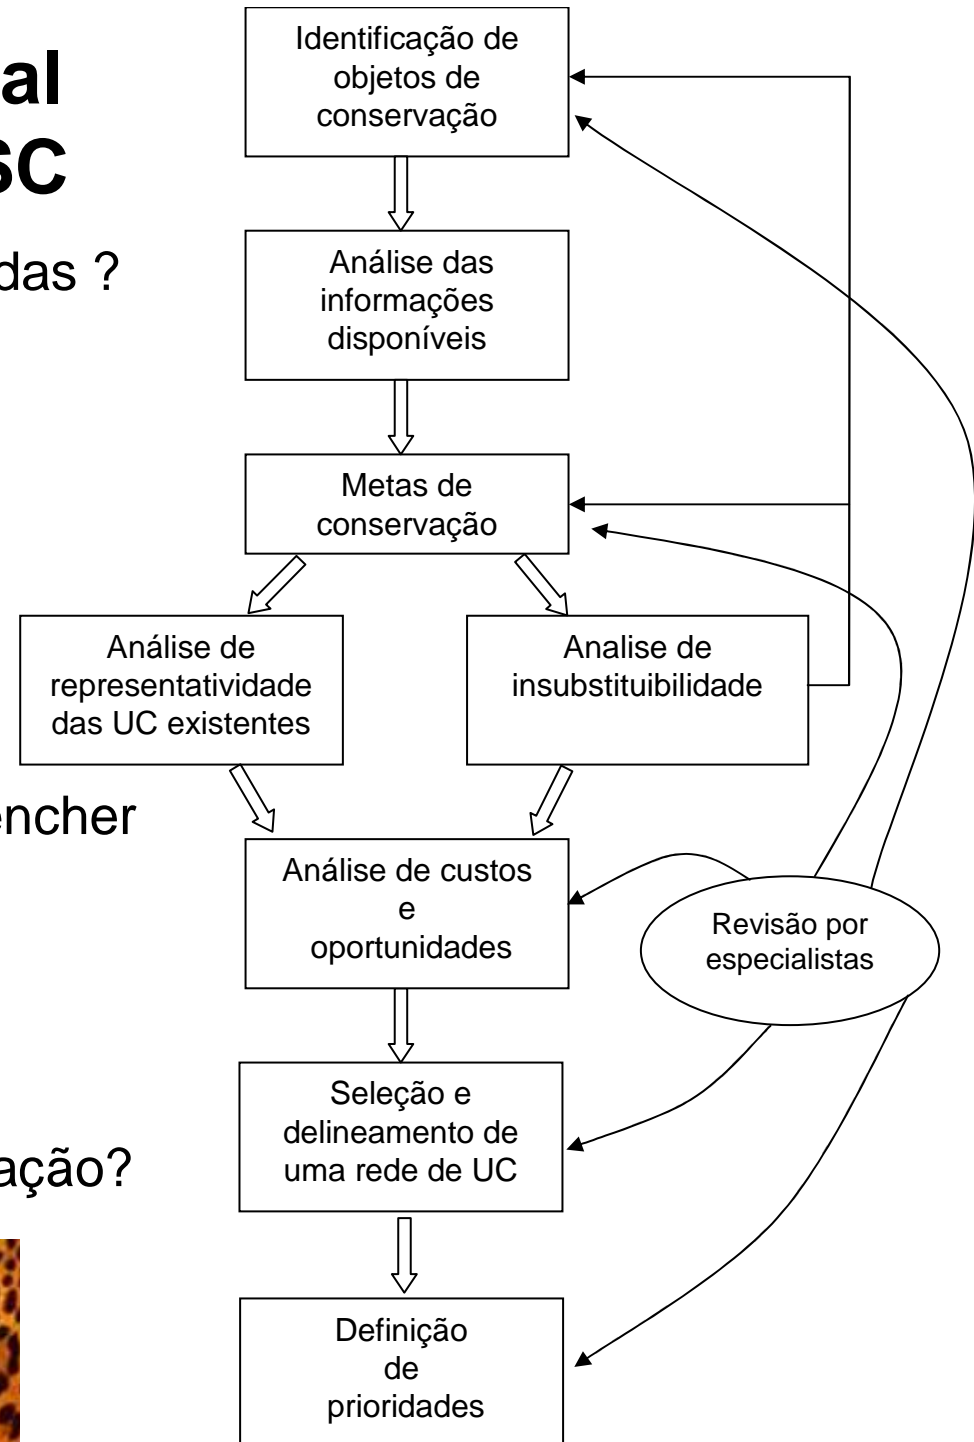 al
SC
das ?
encher
ação?
Identificação de
objetos de
conservação
Análise das
informações
disponíveis
Metas de
conservação
Análise de
representatividade
das UC existentes
Analise de
insubstituibilidade
Análise de custos
e
oportunidades
Revisão por
especialistas
Seleção e
delineamento de
uma rede de UC
Definição
de
prioridades